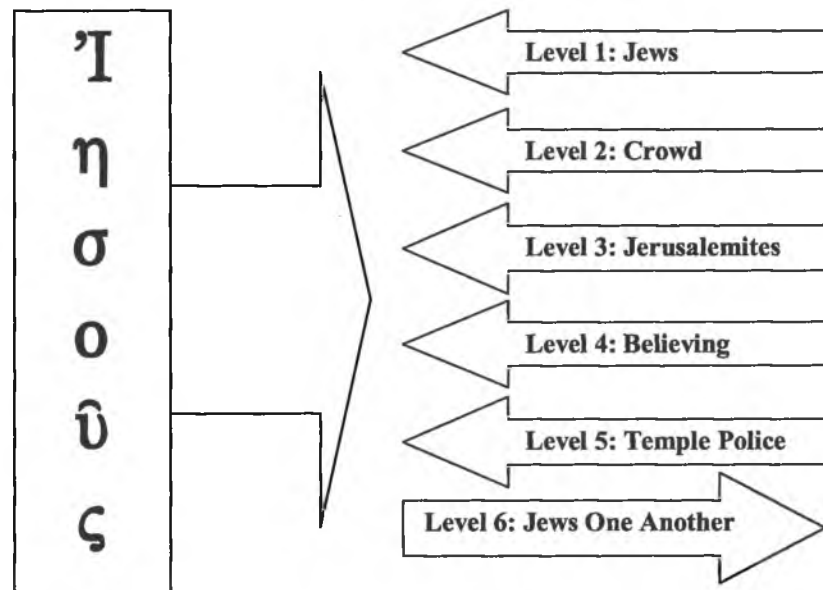 Ἰ
η
σ
ο
ῦ
ς
Level 1: Jews
Level 2: Crowd
Level 3: Jerusalemites
Level 4: Believing
Level 5: Temple Police
Level 6: Jews One Another